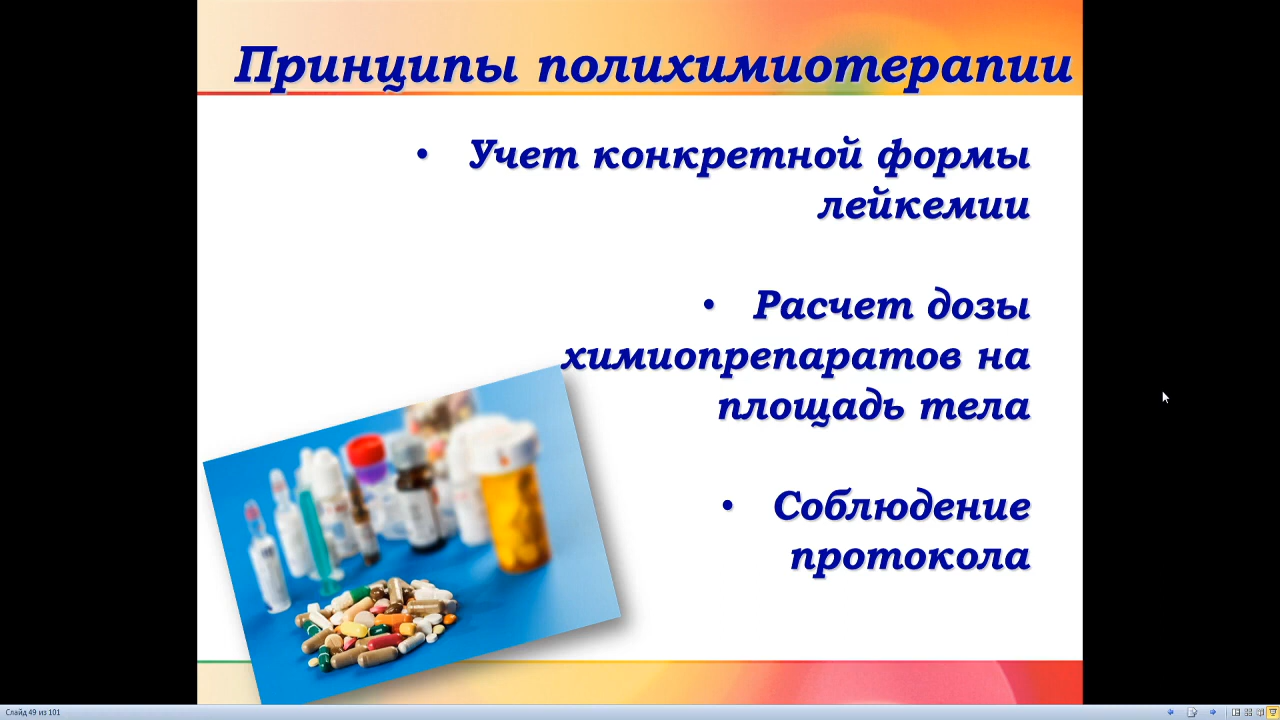 Принципы полихимиотерапии
• Учет конкретной формы
лейкемии
• Расчет дозы
химиопрепаратов на
площадь тела
• Соблюдение
протокола
Слайд 49 из 101